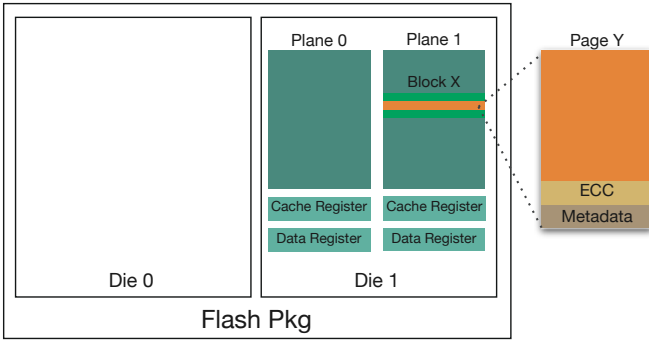 Plane 0 Plane 1 Page Y
Block X
ECC
Cache Register Cache Register
Metadata
Data Register Data Register
Die 0 Die 1
Flash Pkg